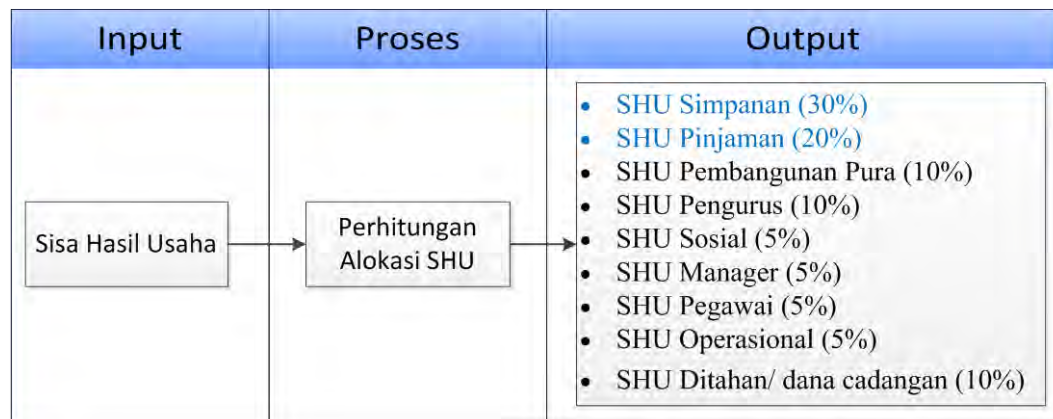 Input
Proses
Output
Sisa Hasil Usaha
Perhitungan
Alokasi SHU
• SHU Simpanan (30%)
• SHU Pinjaman (20%)
• SHU Pembangunan Pura (10%)
• SHU Pengurus (10%)
• SHU Sosial (5%)
• SHU Manager (5%)
• SHU Pegawai (5%)
• SHU Operasional (5%)
• SHU Ditahan/ dana cadangan (10%)